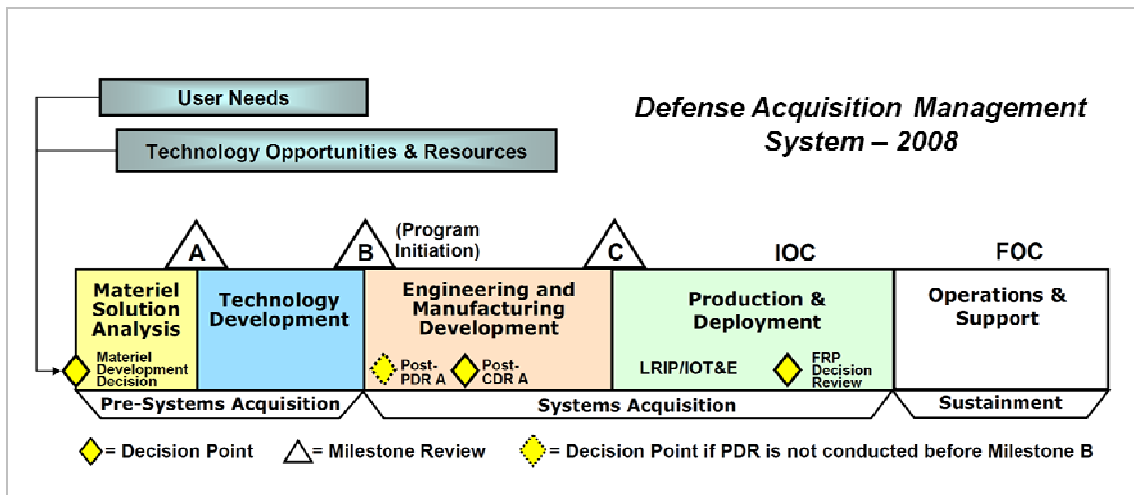 User Needs
Technology Opportunities & Resources
Defense Acquisition Management
System – 2008
A
B
(Program
Initiation)
C
IOC
FOC
Materiel
Solution
Analysis
Technology
Development
Engineering and
Manufacturing
Development
Production &
Deployment
Operations &
Support
Materiel
Development
Decision
Post-
PDR A
Post-
CDR A
LRIP/IOT&E
FRP
Decision
Review
Pre-Systems Acquisition
Systems Acquisition
Sustainment
= Decision Point
= Milestone Review
= Decision Point if PDR is not conducted before Milestone B